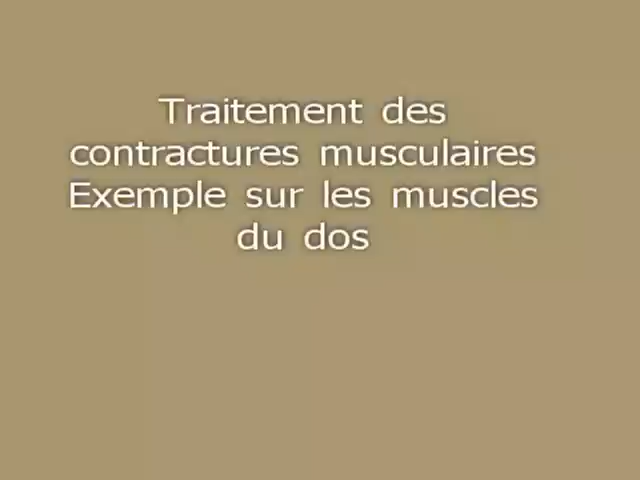 Traitement des
contractures musculaires
Exemple sur les muscles
du dos